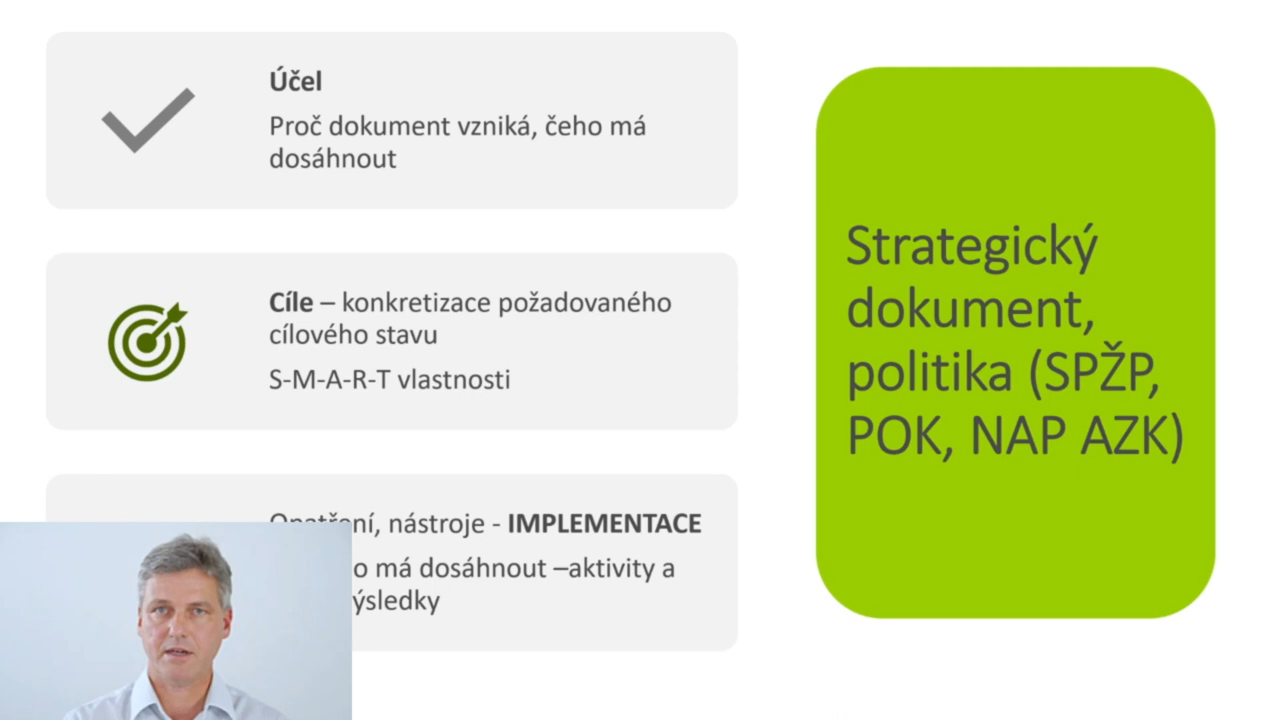 Účel
Proč dokument vzniká, čeho má
dosáhnout
Cíle – konkretizace požadovaného
cílového stavu
S-M-A-R-T vlastnosti
nástroje - IMPLEMENTACE
má dosáhnout –aktivity a
Strategický
dokument,
politika (SPŽP,
POK, NAP AZK)